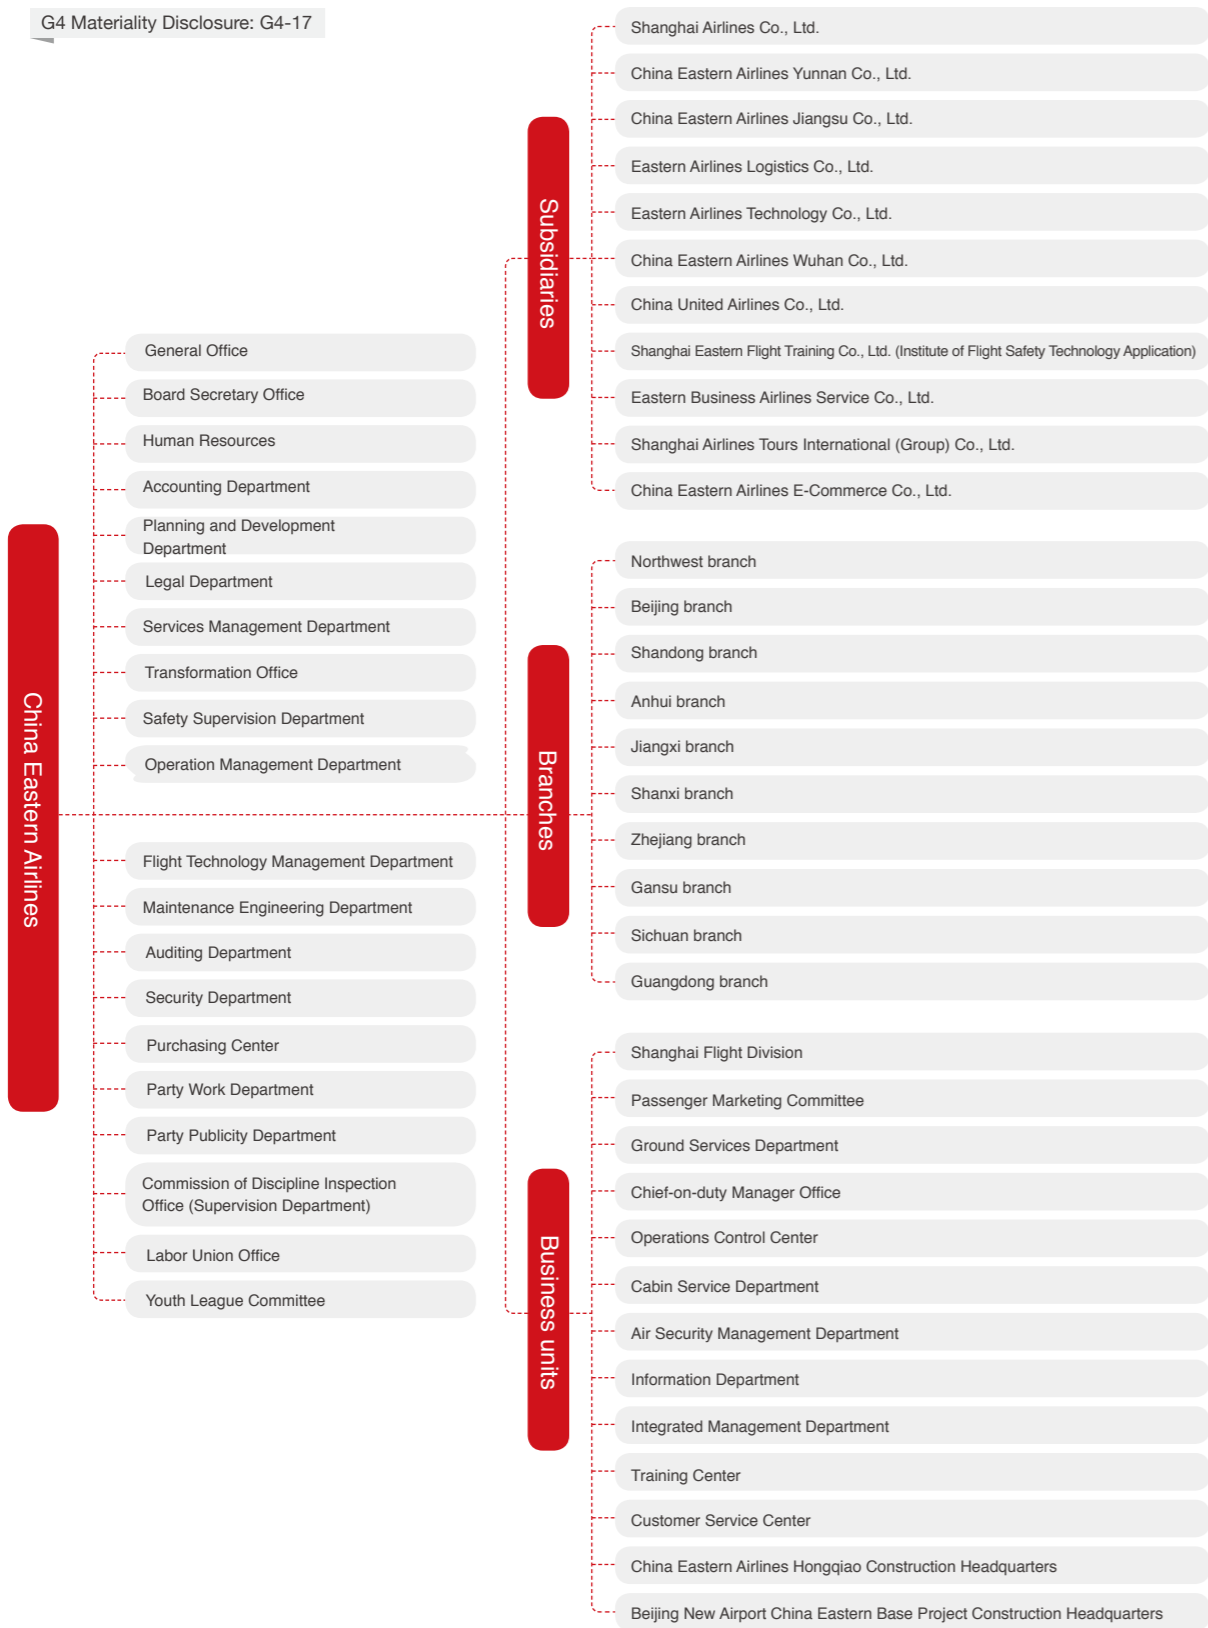 G4 Materiality Disclosure: G4-17
China Eastern Airlines
General Office
Board Secretary Office
Human Resources
Accounting Department
Planning and Development
Department
Legal Department
Services Management Department
Transformation Office
Safety Supervision Department
Operation Management Department
Flight Technology Management Department
Maintenance Engineering Department
Auditing Department
Security Department
Purchasing Center
Party Work Department
Party Publicity Department
Commission of Discipline Inspection
Office (Supervision Department)
Labor Union Office
Youth League Committee
Subsidiaries
Shanghai Airlines Co., Ltd.
China Eastern Airlines Yunnan Co., Ltd.
China Eastern Airlines Jiangsu Co., Ltd.
Eastern Airlines Logistics Co., Ltd.
Eastern Airlines Technology Co., Ltd.
China Eastern Airlines Wuhan Co., Ltd.
China United Airlines Co., Ltd.
Shanghai Eastern Flight Training Co., Ltd. (Institute of Flight Safety Technology Application)
Eastern Business Airlines Service Co., Ltd.
Shanghai Airlines Tours International (Group) Co., Ltd.
China Eastern Airlines E-Commerce Co., Ltd.
Branches
Northwest branch
Beijing branch
Shandong branch
Anhui branch
Jiangxi branch
Shanxi branch
Zhejiang branch
Gansu branch
Sichuan branch
Guangdong branch
Business units
Shanghai Flight Division
Passenger Marketing Committee
Ground Services Department
Chief-on-duty Manager Office
Operations Control Center
Cabin Service Department
Air Security Management Department
Information Department
Integrated Management Department
Training Center
Customer Service Center
China Eastern Airlines Hongqiao Construction Headquarters
Beijing New Airport China Eastern Base Project Construction Headquarters